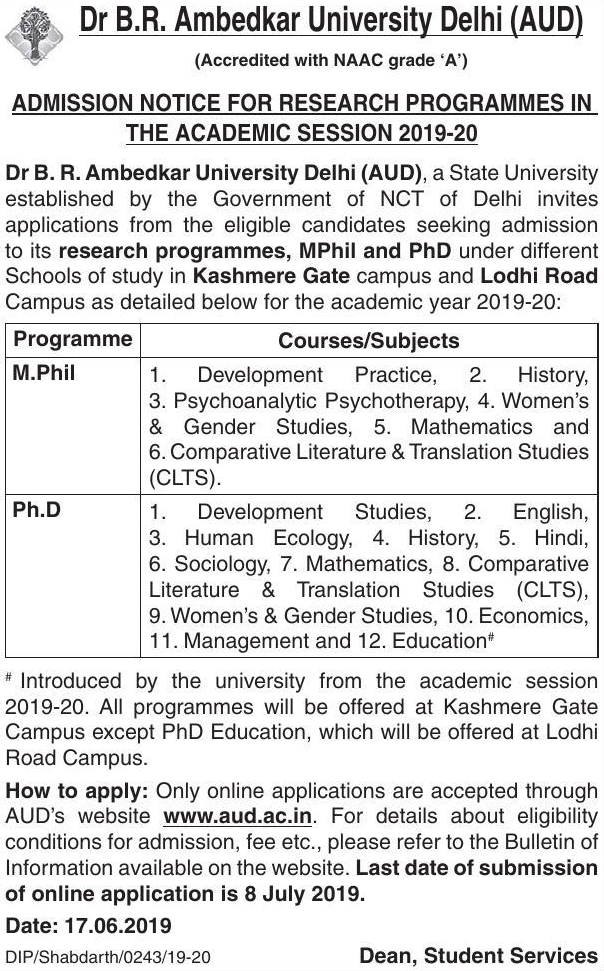 Dr B.R. Ambedkar University Delhi (AUD)
(Accredited with NAAC grade ‘A’)
ADMISSION NOTICE FOR RESEARCH PROGRAMMES IN
THE ACADEMIC SESSION 2019-20
Dr B. R. Ambedkar University Delhi (AUD), a State University
established by the Government of NCT of Delhi invites
applications from the eligible candidates seeking admission
to its research programmes, MPhil and PhD under different
Schools of study in Kashmere Gate campus and Lodhi Road
Campus as detailed below for the academic year 2019-20:
Programme Courses/Subjects
M.Phil 1. Development Practice, 2. History,
3. Psychoanalytic Psychotherapy, 4. Women’s
& Gender Studies, 5. Mathematics and
6. Comparative Literature & Translation Studies
(CLTS).
Ph.D 1. Development Studies, 2. English,
3. Human Ecology, 4. History, 5. Hindi,
6. Sociology, 7. Mathematics, 8. Comparative
Literature & Translation Studies (CLTS),
9. Women’s & Gender Studies, 10. Economics,
11. Management and 12. Education#
# Introduced by the university from the academic session
2019-20. All programmes will be offered at Kashmere Gate
Campus except PhD Education, which will be offered at Lodhi
Road Campus.
How to apply: Only online applications are accepted through
AUD’s website www.aud.ac.in. For details about eligibility
conditions for admission, fee etc., please refer to the Bulletin of
Information available on the website. Last date of submission
of online application is 8 July 2019.
Date: 17.06.2019
DIP/Shabdarth/0243/19-20 Dean, Student Services